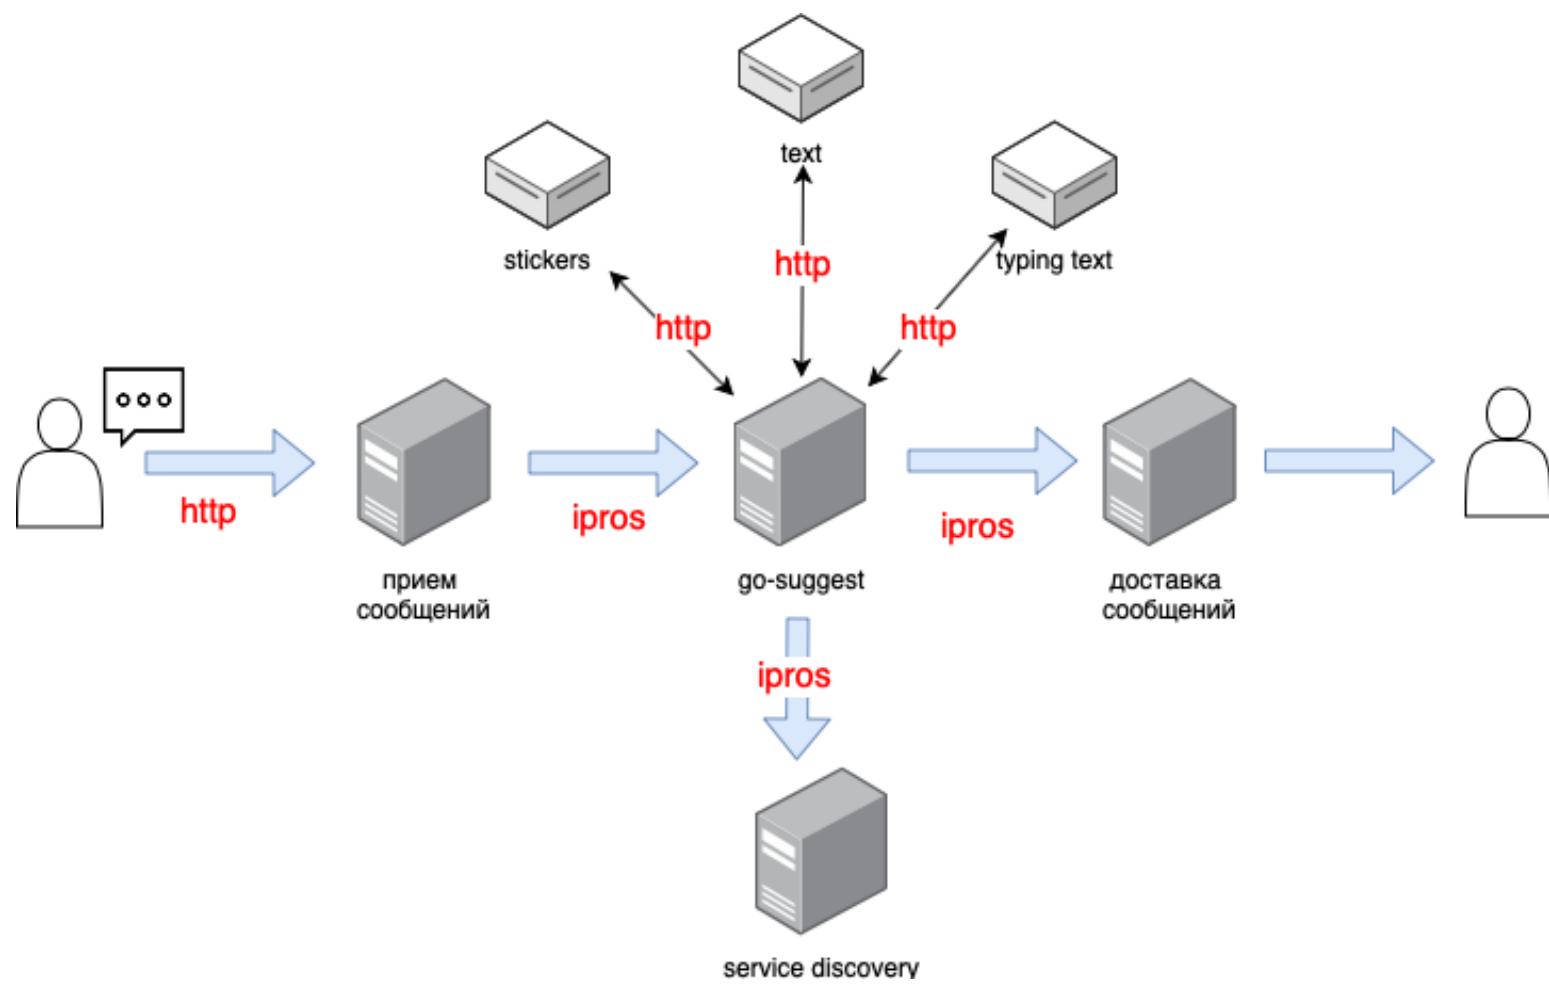 text
stickers
http
typing text
http
http
http
ipros
ipros
прием
сообщений
go-suggest
доставка
сообщений
ipros
service discovery